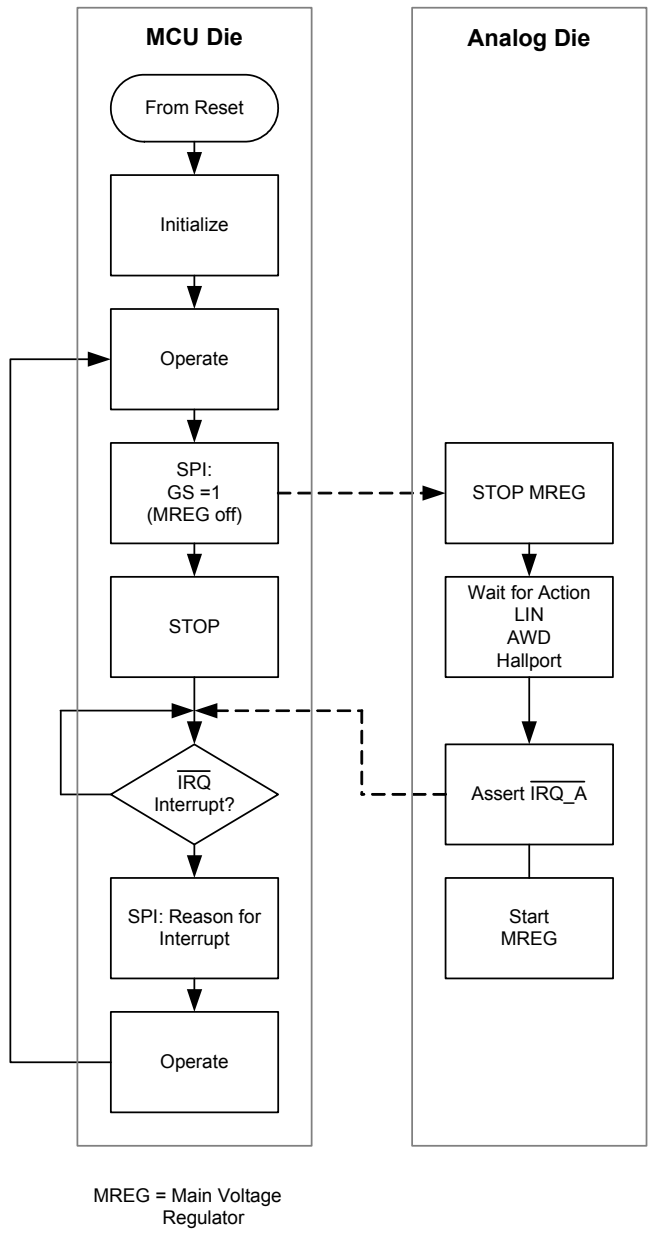 MCU Die
From Reset
Initialize
Operate
SPI:
GS =1
(MREG off)
STOP
IRQ
Interrupt?
SPI: Reason for
Interrupt
Operate
Analog Die
STOP MREG
Wait for Action
LIN
AWD
Hallport
Assert IRQ_A
Start
MREG
MREG = Main Voltage
Regulator